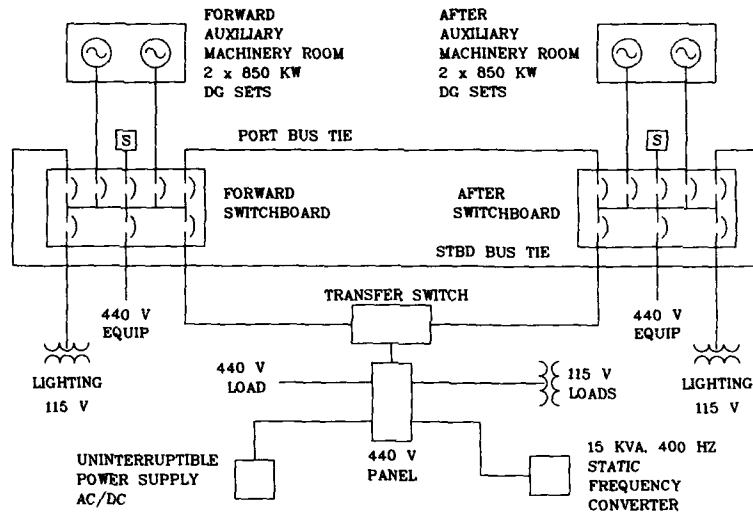 FORWARD
AUXILIARY
MACHINERY ROOM
2 x 850 KW
DG SETS
AFTER
AUXILIARY
MACHINERY ROOM
2 x 850 KW
DG SETS
S
PORT BUS TIE
S
FORWARD
SWITCHBOARD
AFTER
SWITCHBOARD
STBD BUS TIE
TRANSFER SWITCH
440 V
EQUIP
440 V
EQUIP
LIGHTING
115 V
440 V
LOAD
115 V
LOADS
LIGHTING
115 V
440 V
PANEL
UNINTERRUPTIBLE
POWER SUPPLY
AC/DC
15 KVA, 400 HZ
STATIC
FREQUENCY
CONVERTER